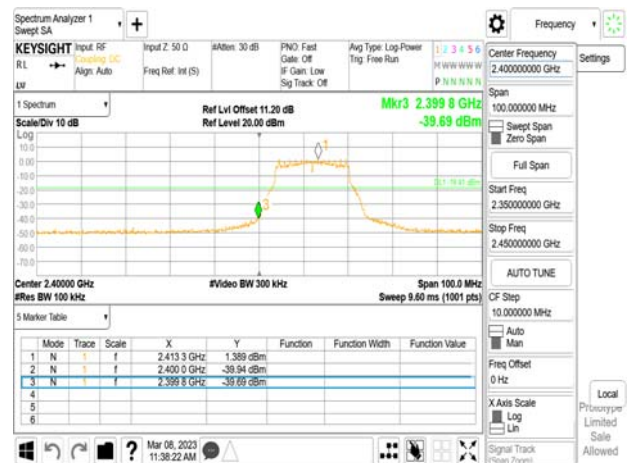 Spectrum Analyzer 1
Swept SA
+
Frequency
KEYSIGHT
RL
Input: RF
Coupling: DC
Align: Auto
Input Z: 50 Ω
Freq Ref: Int (S)
#Atten: 30 dB
PNO: Fast
Gate: Off
IF Gain: Low
Sig Track: Off
Avg Type: Log-Power
Trig: Free Run
1 2 3 4 5 6
M W W W W W
P N N N N N
1 Spectrum
Scale/Div 10 dB
Log
Ref Lvl Offset 11.20 dB
Ref Level 20.00 dBm
Mkr3 2.399 8 GHz
-39.69 dBm
10.0
0.00
-10.0
-20.0
-30.0
-40.0
-50.0
-60.0
-70.0
1
3
Center 2.40000 GHz
#Res BW 100 kHz
#Video BW 300 kHz
Span 100.0 MHz
Sweep 9.60 ms (1001 pts)
5 Marker Table
Mode Trace Scale X Y Function Function Width Function Value
1 N 1 f 2.413 3 GHz 1.389 dBm
2 N 1 f 2.400 0 GHz -39.94 dBm
3 N 1 f 2.399 8 GHz -39.69 dBm
4
5
6
Mar 08, 2023
11:38:22 AM
Center Frequency
2.400000000 GHz
Settings
Span
100.000000 MHz
Swept Span
Zero Span
Full Span
Start Freq
2.350000000 GHz
Stop Freq
2.450000000 GHz
AUTO TUNE
CF Step
10.000000 MHz
Auto
Man
Freq Offset
0 Hz
X Axis Scale
Log
Lin
Signal Track
(Span Zoom)
Local
Prototype
Limited
Sale
Allowed